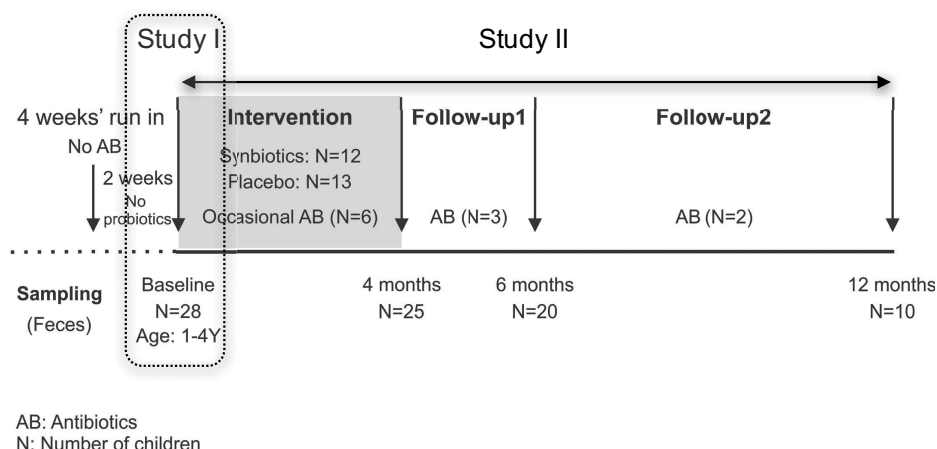 Study I
Study II
4 weeks' run in
No AB
2 weeks
No
probiotics
Intervention
Synbiotics: N=12
Placebo: N=13
Occasional AB (N=6)
Follow-up1
AB (N=3)
Follow-up2
AB (N=2)
Sampling
(Feces)
Baseline
N=28
Age: 1-4Y
4 months
N=25
6 months
N=20
12 months
N=10
AB: Antibiotics
N: Number of children